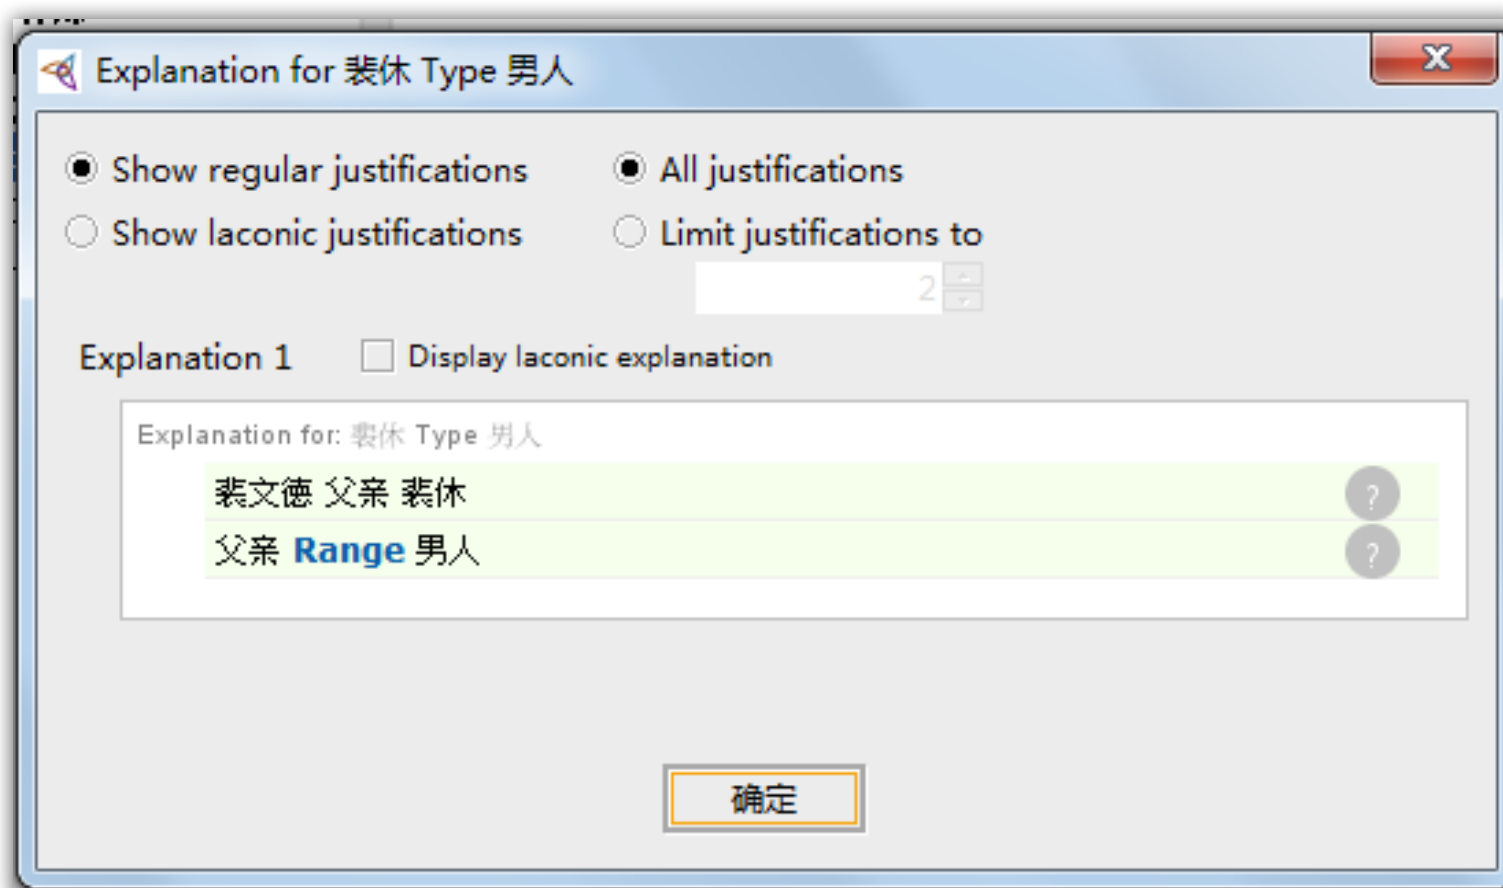 Explanation for 裴休 Type 男人
Show regular justifications
All justifications
Show laconic justifications
Limit justifications to
2
Explanation 1
Display laconic explanation
Explanation for: 裴休 Type 男人
裴文德 父亲 裴休
?
父亲 Range 男人
?
确定